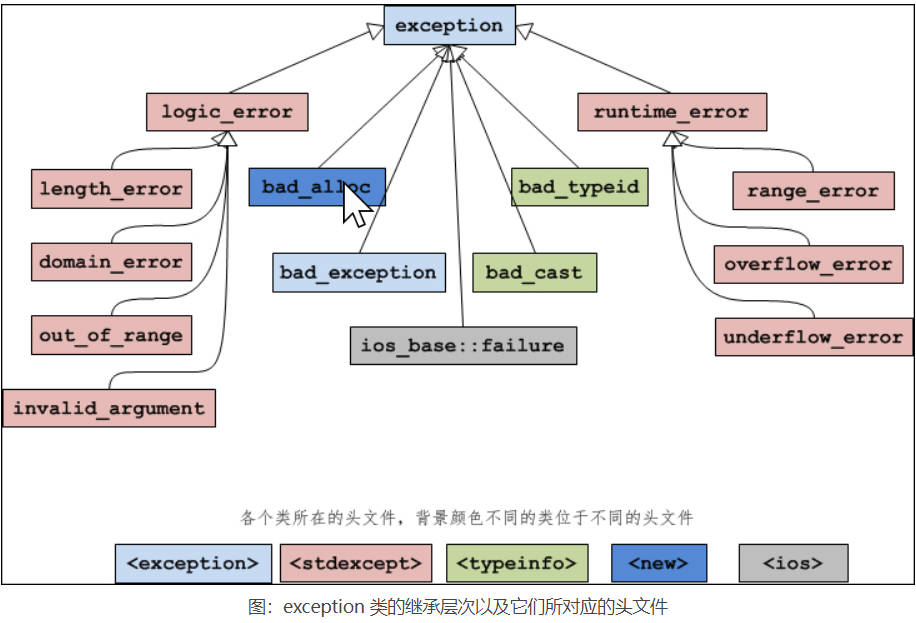 exception
logic_error
runtime_error
length_error
bad_alloc
bad_typeid
range_error
domain_error
bad_exception
bad_cast
overflow_error
out_of_range
ios_base::failure
underflow_error
invalid_argument
各个类所在的头文件，背景颜色不同的类位于不同的头文件
<exception> <stdexcept> <typeinfo> <new> <ios>
图：exception 类的继承层次以及它们所对应的头文件